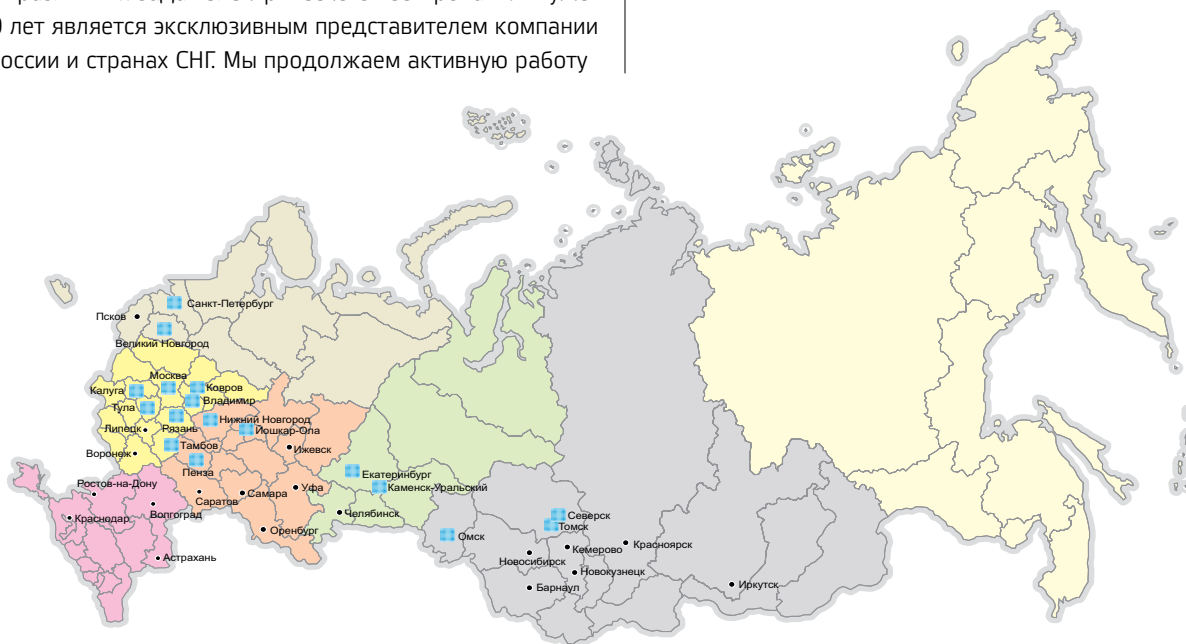 0 лет является эксклюзивным представителем компании
оссии и странах СНГ. Мы продолжаем активную работу
Санкт-Петербург
Псков
Великий Новгород
Москва
Калуга
Ковров
Владимир
Тула
Нижний Новгород
Липецк
Рязань
Йошкар-Ола
Тамбов
Ижевск
Воронеж
Пенза
Екатеринбург
Ростов-на-Дону
Уфа
Каменск-Уральский
Саратов
Самара
Краснодар
Волгоград
Челябинск
Северск
Томск
Оренбург
Омск
Красноярск
Кемерово
Астрахань
Новосибирск
Новокузнецк
Барнаул
Иркутск